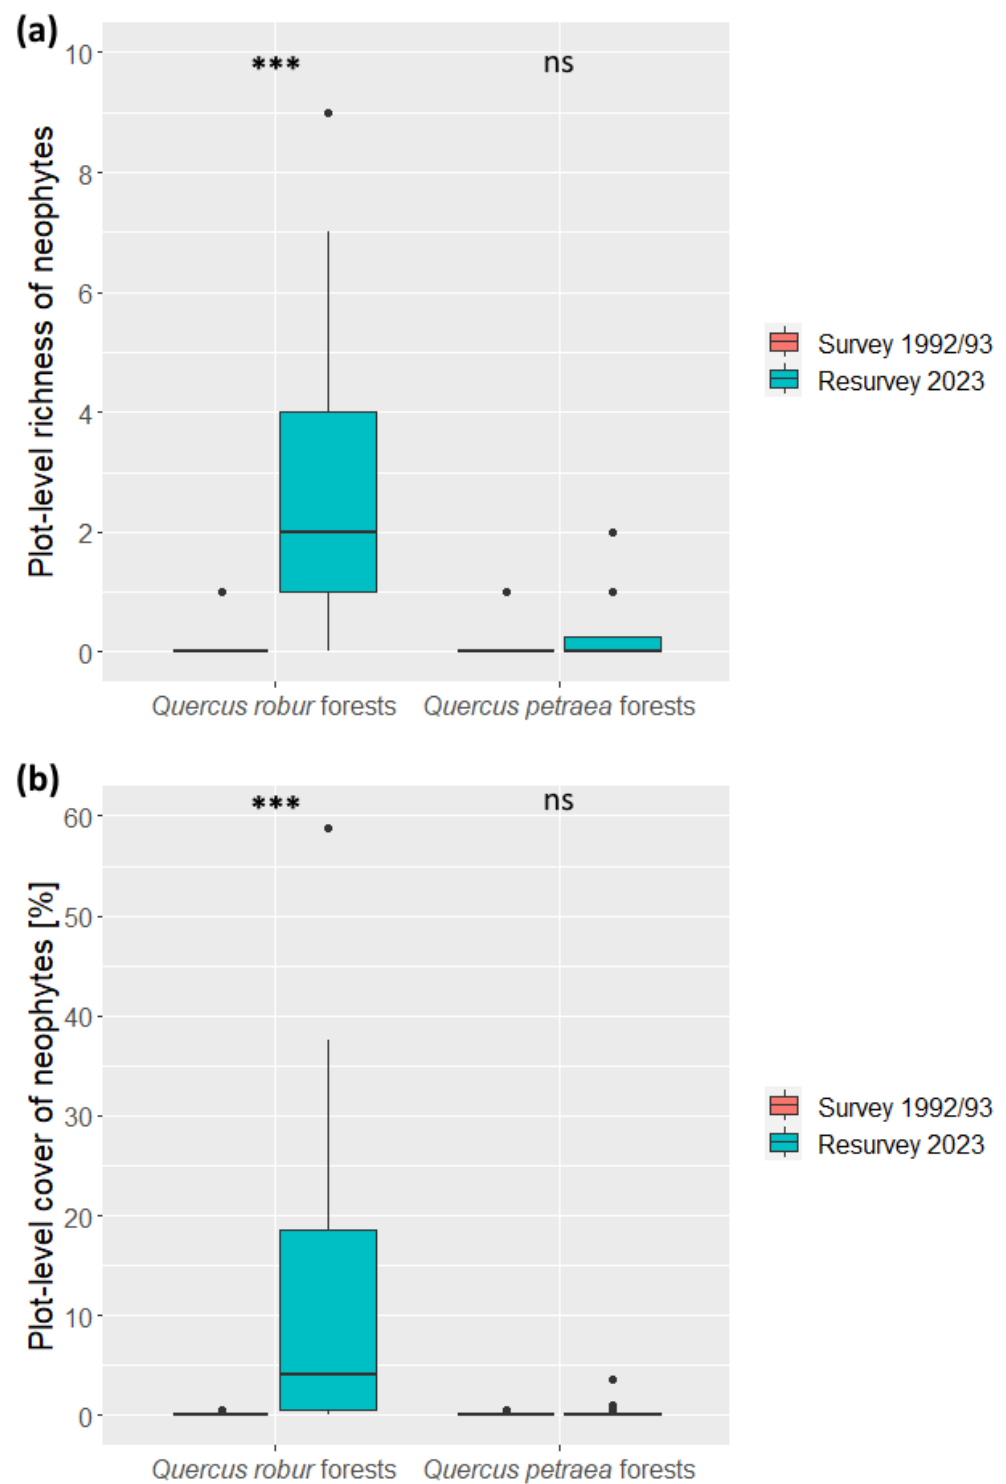 (a)
10
8
6
4
2
0
Plot-level richness of neophytes
*** ns
Quercus robur forests Quercus petraea forests
Survey 1992/93
Resurvey 2023
(b)
60
50
40
30
20
10
0
Plot-level cover of neophytes [%]
*** ns
Quercus robur forests Quercus petraea forests
Survey 1992/93
Resurvey 2023